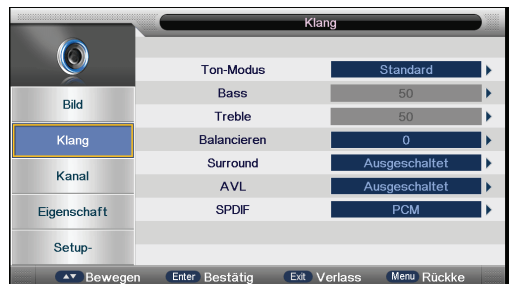 Klang
Bild
Klang
Kanal
Eigenschaft
Setup-
Ton-Modus Standard
Bass 50
Treble 50
Balancieren 0
Surround Ausgeschaltet
AVL Ausgeschaltet
SPDIF PCM
Bewegen Enter Bestätig Exit Verlass Menu Rückke